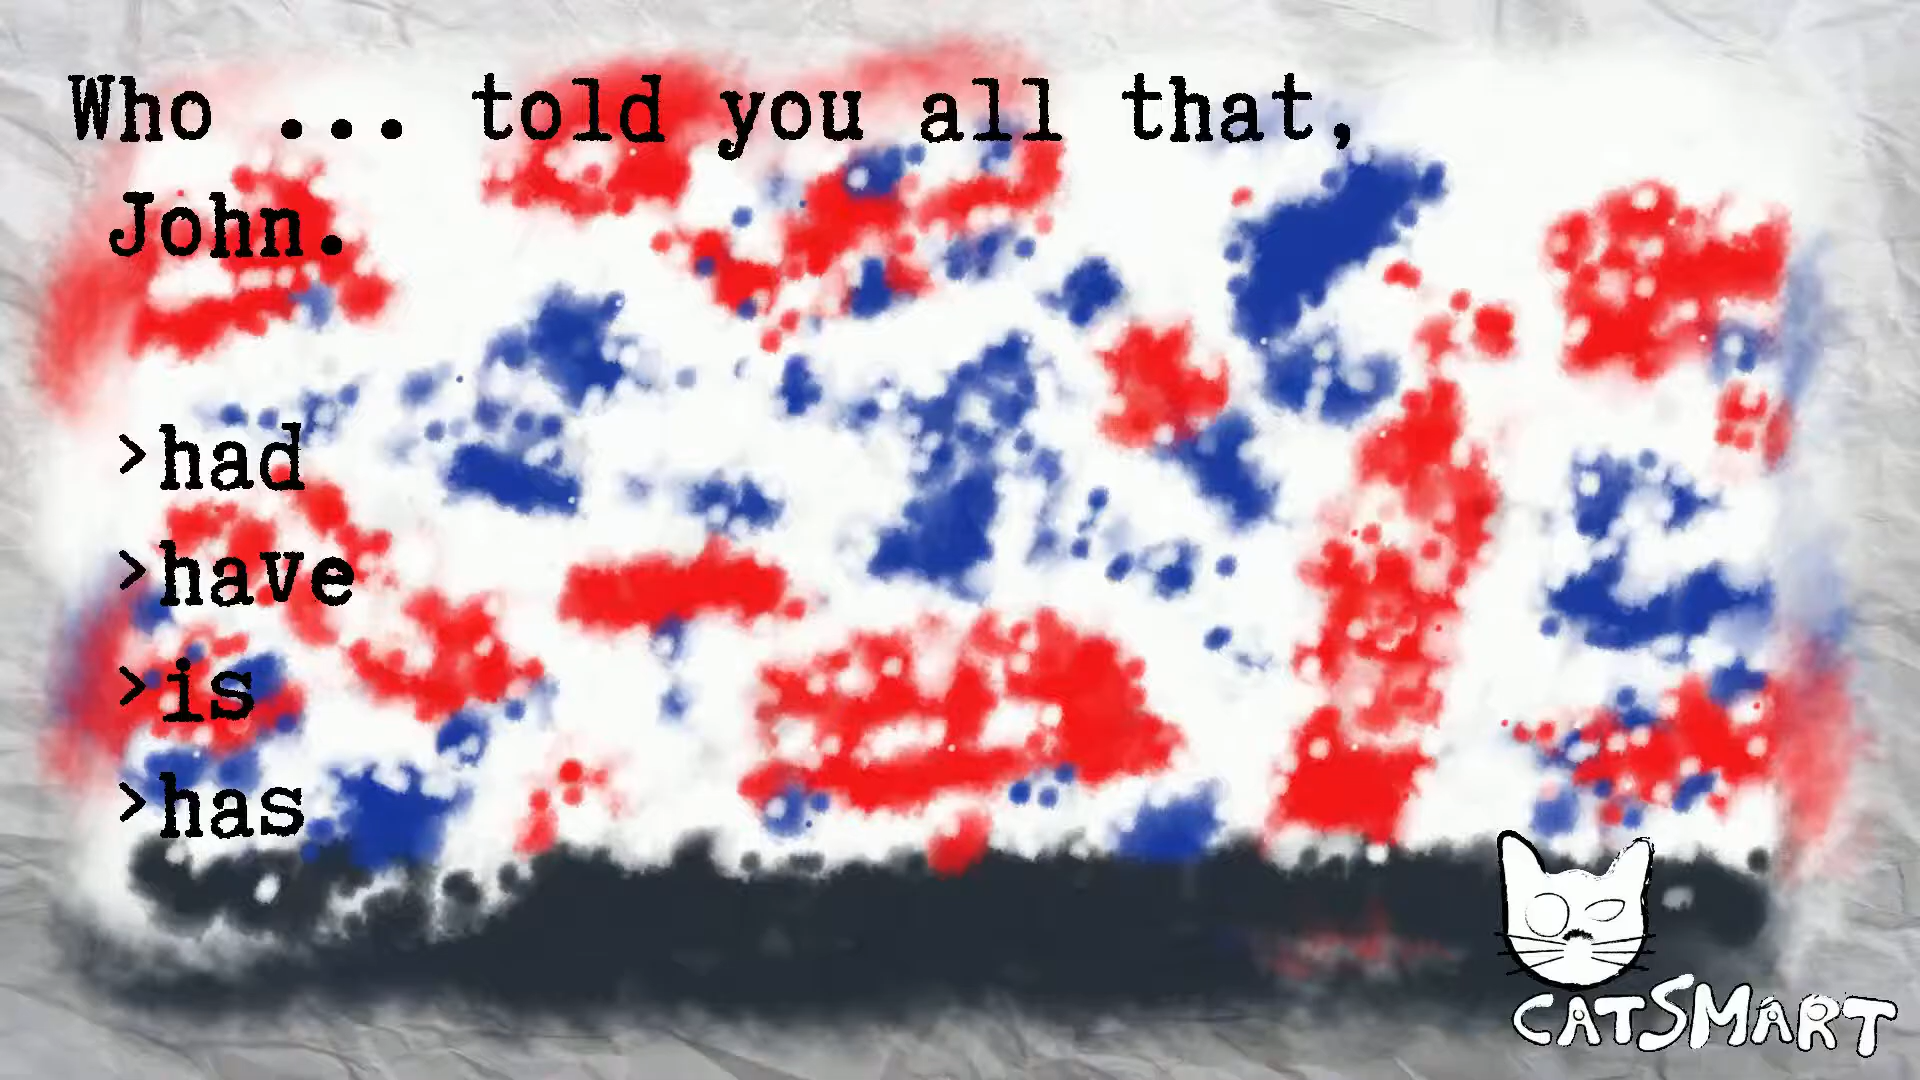 Who ... told you all that,
John.
>had
>have
>is
>has
CATSMART